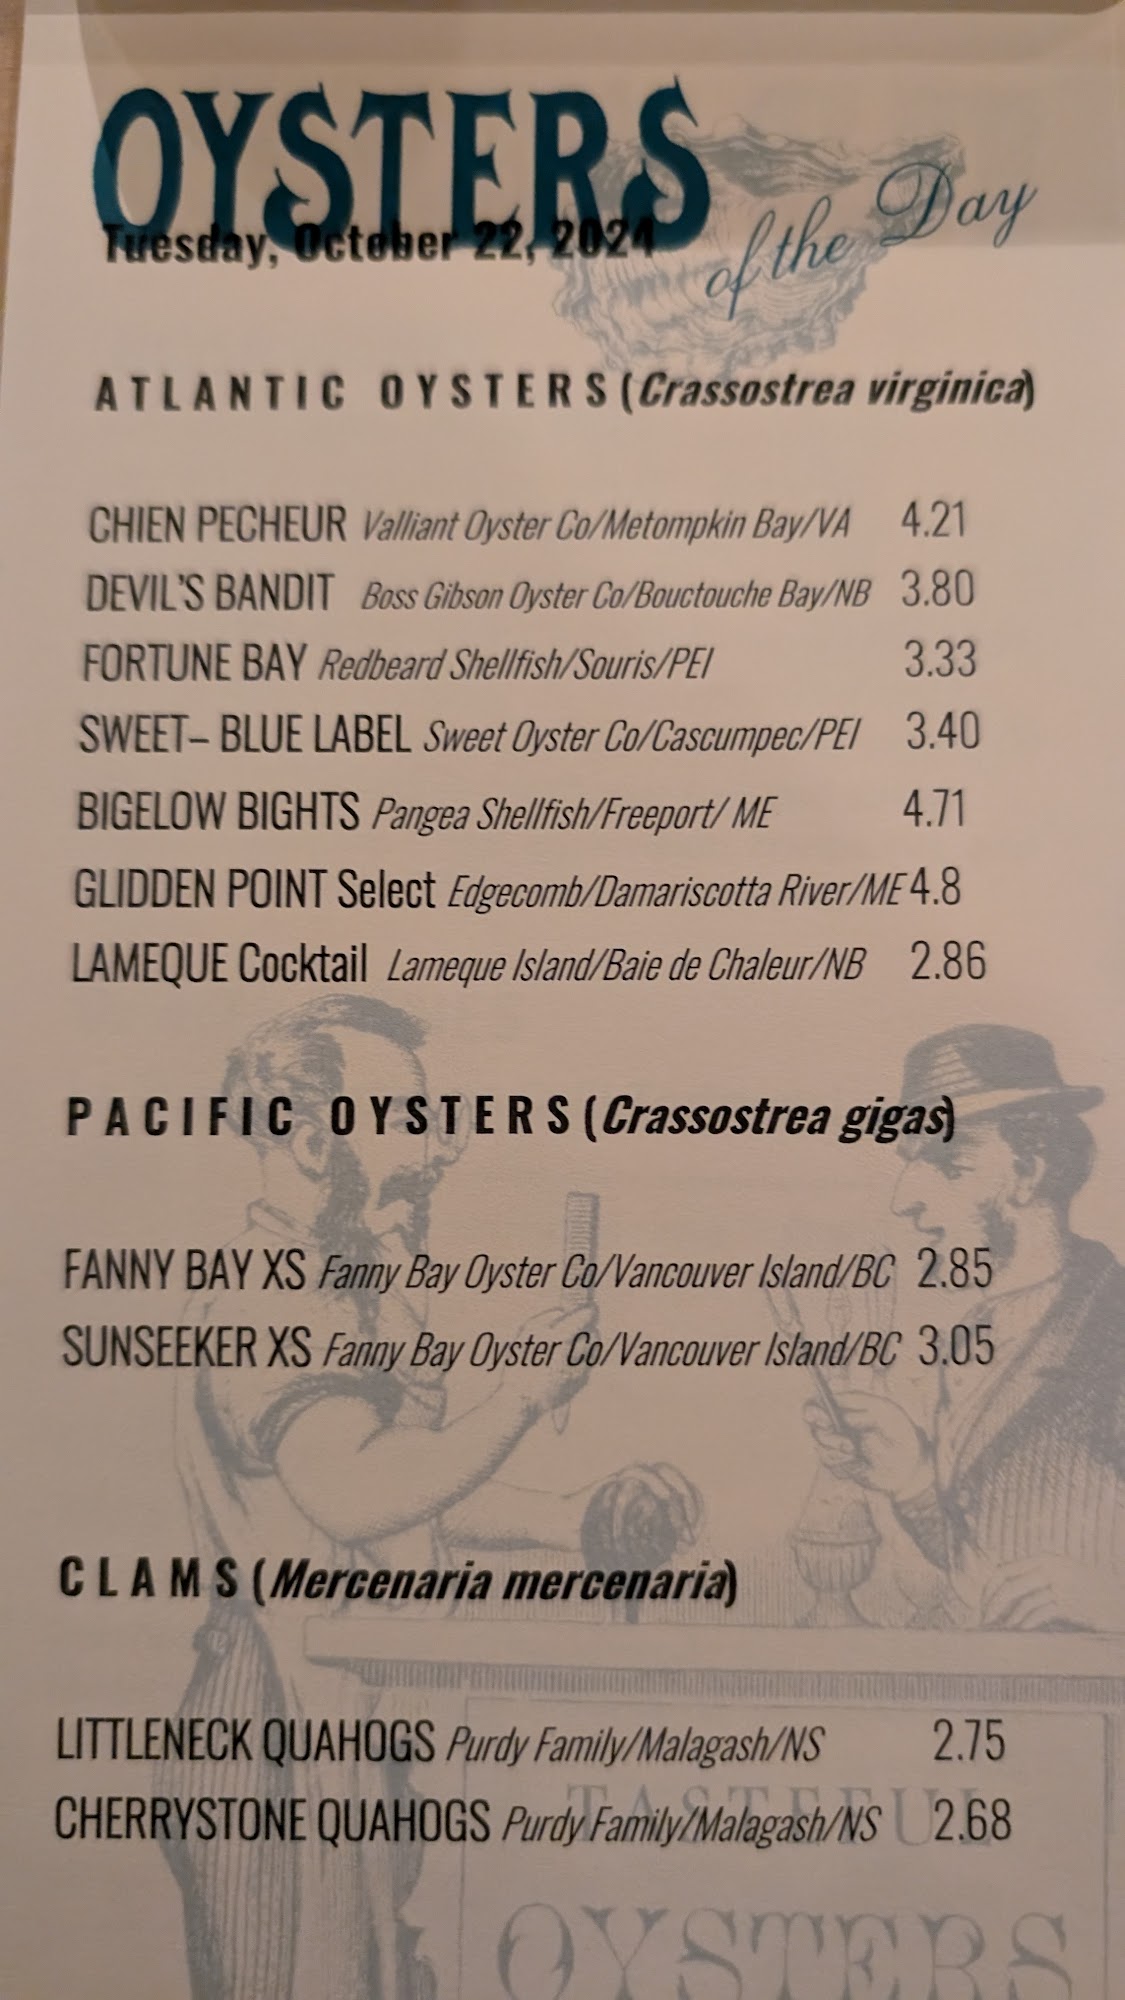 OYSTERS
of the Day
Tuesday, October 22, 2024
ATLANTIC OYSTERS (Crassostrea virginica)
CHIEN PECHEUR Valliant Oyster Co/Metompkin Bay/VA 4.21
DEVIL'S BANDIT Boss Gibson Oyster Co/Bouctouche Bay/NB 3.80
FORTUNE BAY Redbeard Shellfish/Souris/PEI 3.33
SWEET– BLUE LABEL Sweet Oyster Co/Cascumpec/PEI 3.40
BIGELOW BIGHTS Pangea Shellfish/Freeport/ ME 4.71
GLIDDEN POINT Select Edgecomb/Damariscotta River/ME 4.8
LAMEQUE Cocktail Lameque Island/Baie de Chaleur/NB 2.86
PACIFIC OYSTERS (Crassostrea gigas)
FANNY BAY XS Fanny Bay Oyster Co/Vancouver Island/BC 2.85
SUNSEEKER XS Fanny Bay Oyster Co/Vancouver Island/BC 3.05
CLAMS (Mercenaria mercenaria)
LITTLENECK QUAHOGS Purdy Family/Malagash/NS 2.75
CHERRYSTONE QUAHOGS Purdy Family/Malagash/NS 2.68
TASTEFUL
OYSTERS